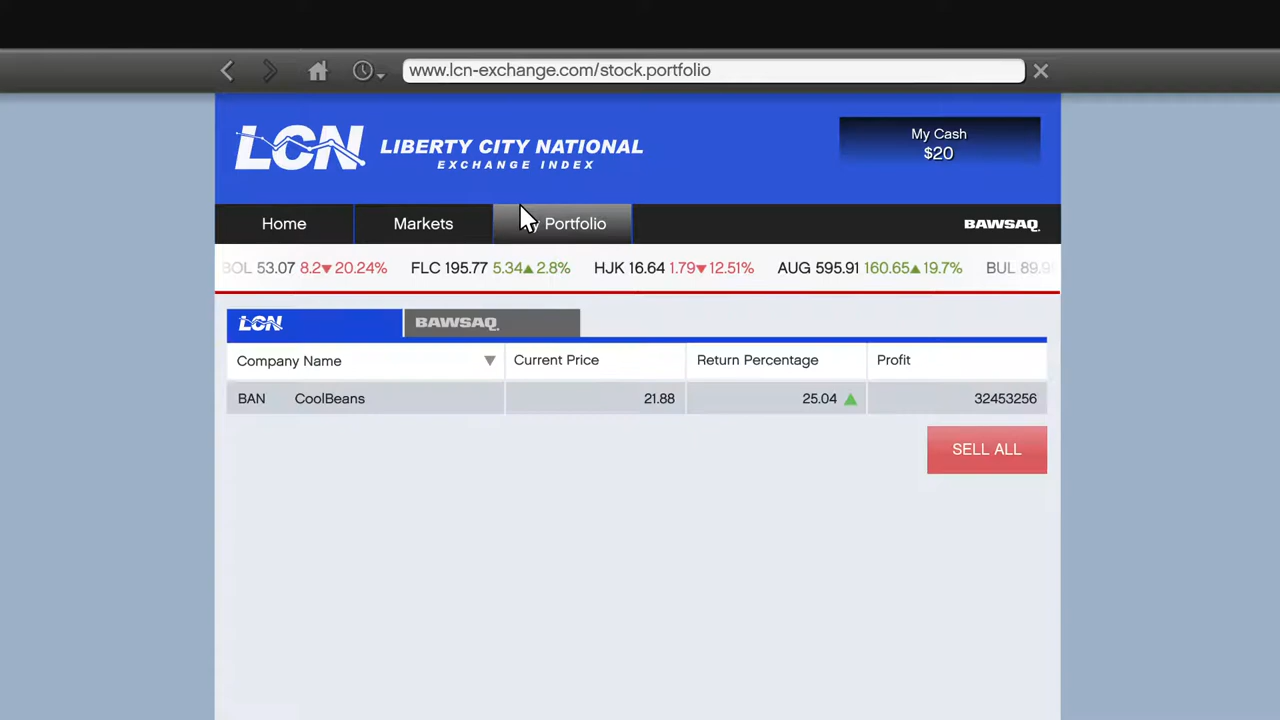 www.lcn-exchange.com/stock.portfolio
LCN LIBERTY CITY NATIONAL
EXCHANGE INDEX
My Cash
$20
Home Markets Portfolio BAWSAQ
BOL 53.07 8.2▼20.24% FLC 195.77 5.34▲2.8% HJK 16.64 1.79▼12.51% AUG 595.91 160.65▲19.7% BUL 89.9
LCN BAWSAQ
Company Name ▼ Current Price Return Percentage Profit
BAN CoolBeans 21.88 25.04 ▲ 32453256
SELL ALL